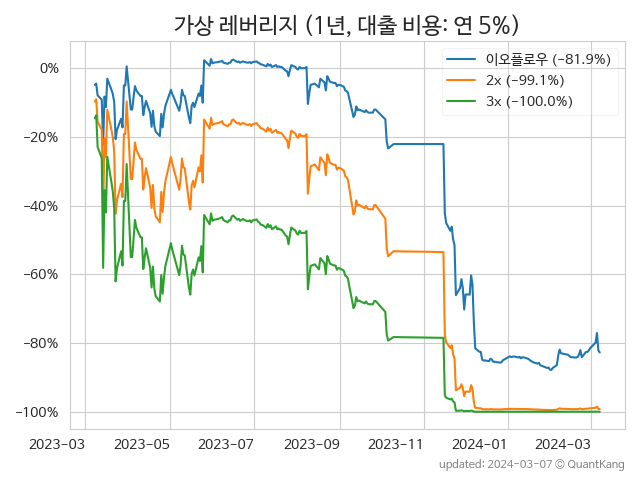 가상 레버리지 (1년, 대출 비용: 연 5%)
이오플로우 (−81.9%)
2x (−99.1%)
3x (−100.0%)
0%
−20%
−40%
−60%
−80%
−100%
2023-03 2023-05 2023-07 2023-09 2023-11 2024-01 2024-03
updated: 2024-03-07 © QuantKang